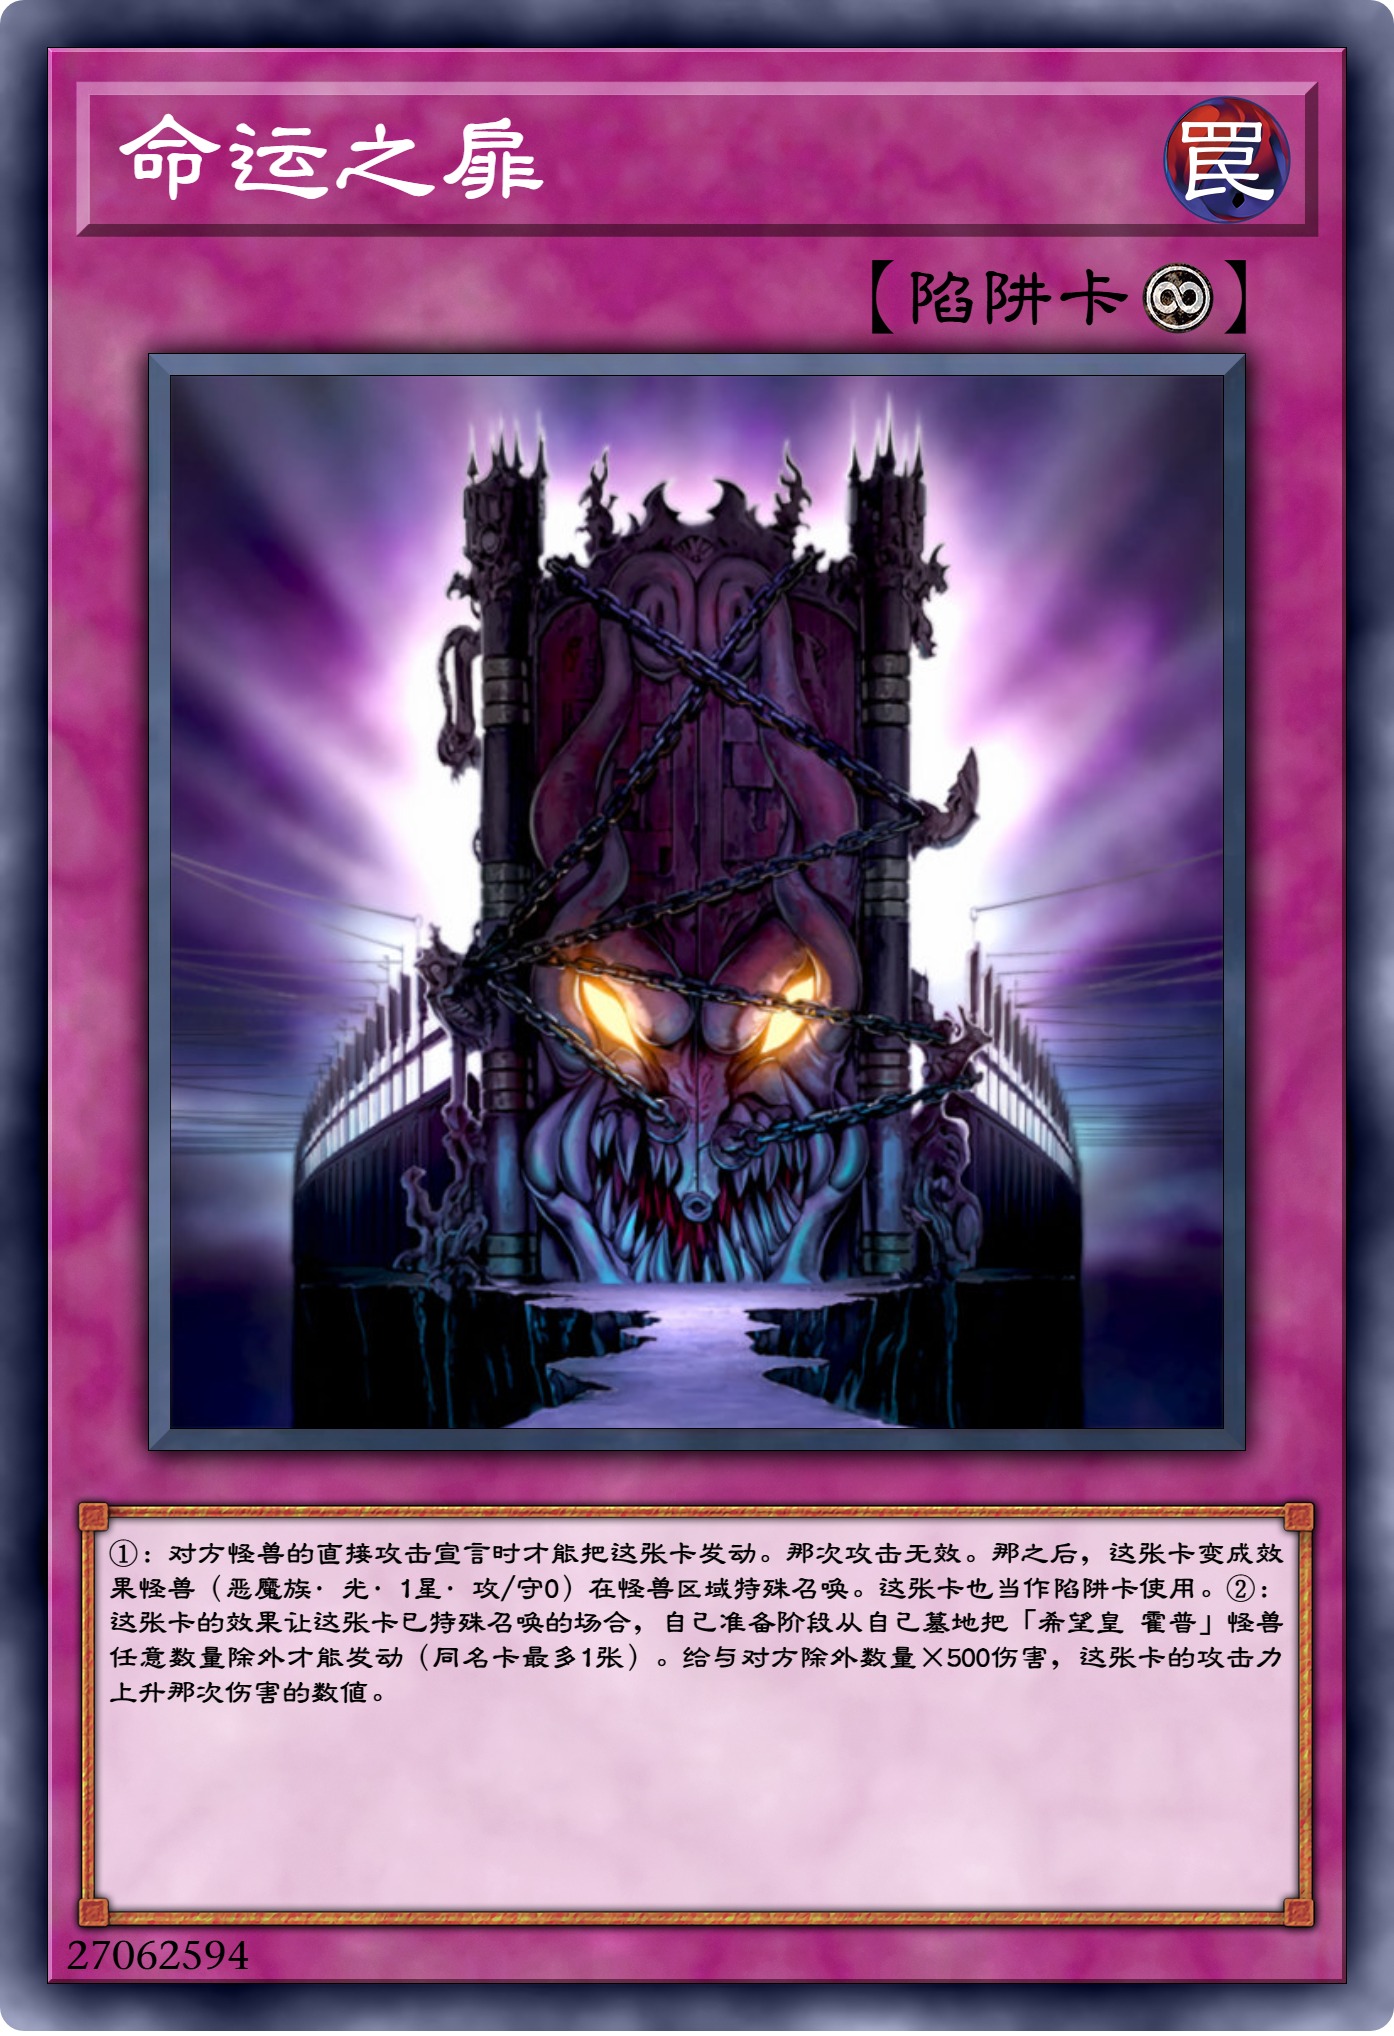 命运之扉
罠
【陷阱卡】
①：对方怪兽的直接攻击宣言时才能把这张卡发动。那次攻击无效。那之后，这张卡变成效
果怪兽（恶魔族·光·1星·攻/守0）在怪兽区域特殊召唤。这张卡也当作陷阱卡使用。②：
这张卡的效果让这张卡已特殊召唤的场合，自己准备阶段从自己墓地把「希望皇 霍普」怪兽
任意数量除外才能发动（同名卡最多1张）。给与对方除外数量×500伤害，这张卡的攻击力
上升那次伤害的数值。
27062594